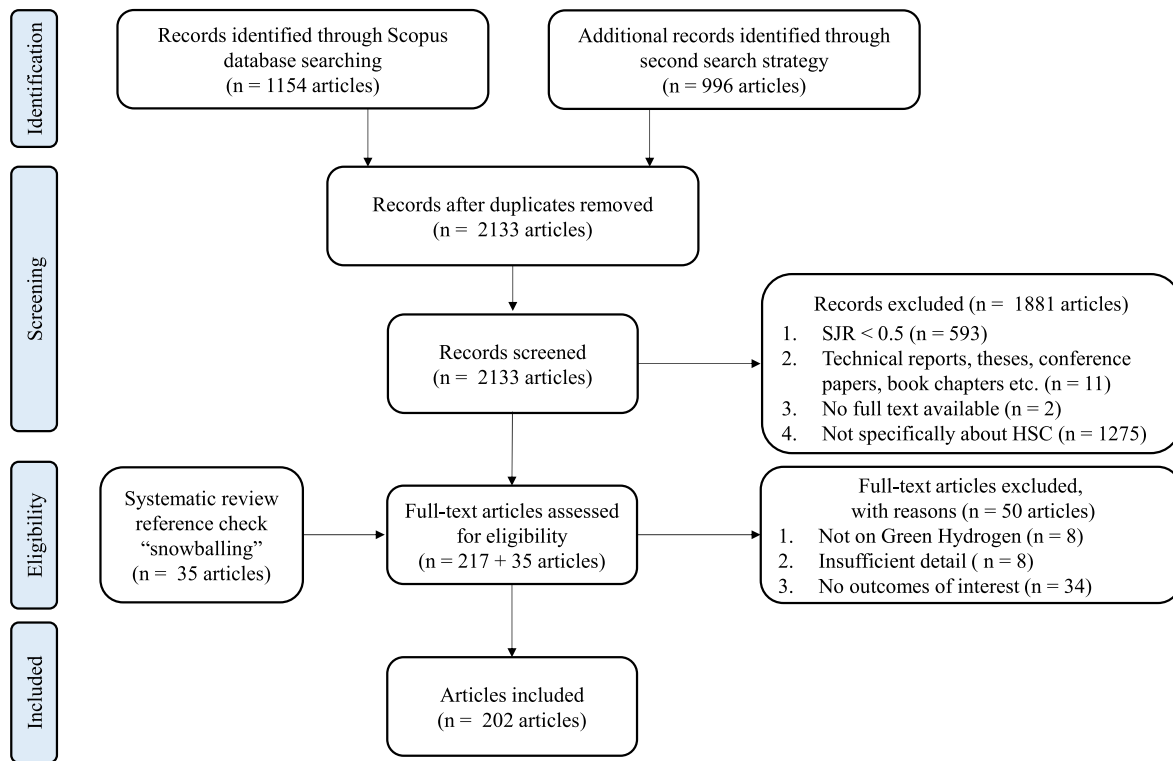 Identification
Records identified through Scopus
database searching
(n = 1154 articles)
Additional records identified through
second search strategy
(n = 996 articles)
Screening
Records after duplicates removed
(n = 2133 articles)
Records screened
(n = 2133 articles)
Records excluded (n = 1881 articles)
1. SJR < 0.5 (n = 593)
2. Technical reports, theses, conference
papers, book chapters etc. (n = 11)
3. No full text available (n = 2)
4. Not specifically about HSC (n = 1275)
Eligibility
Systematic review
reference check
“snowballing”
(n = 35 articles)
Full-text articles assessed
for eligibility
(n = 217 + 35 articles)
Full-text articles excluded,
with reasons (n = 50 articles)
1. Not on Green Hydrogen (n = 8)
2. Insufficient detail ( n = 8)
3. No outcomes of interest (n = 34)
Included
Articles included
(n = 202 articles)